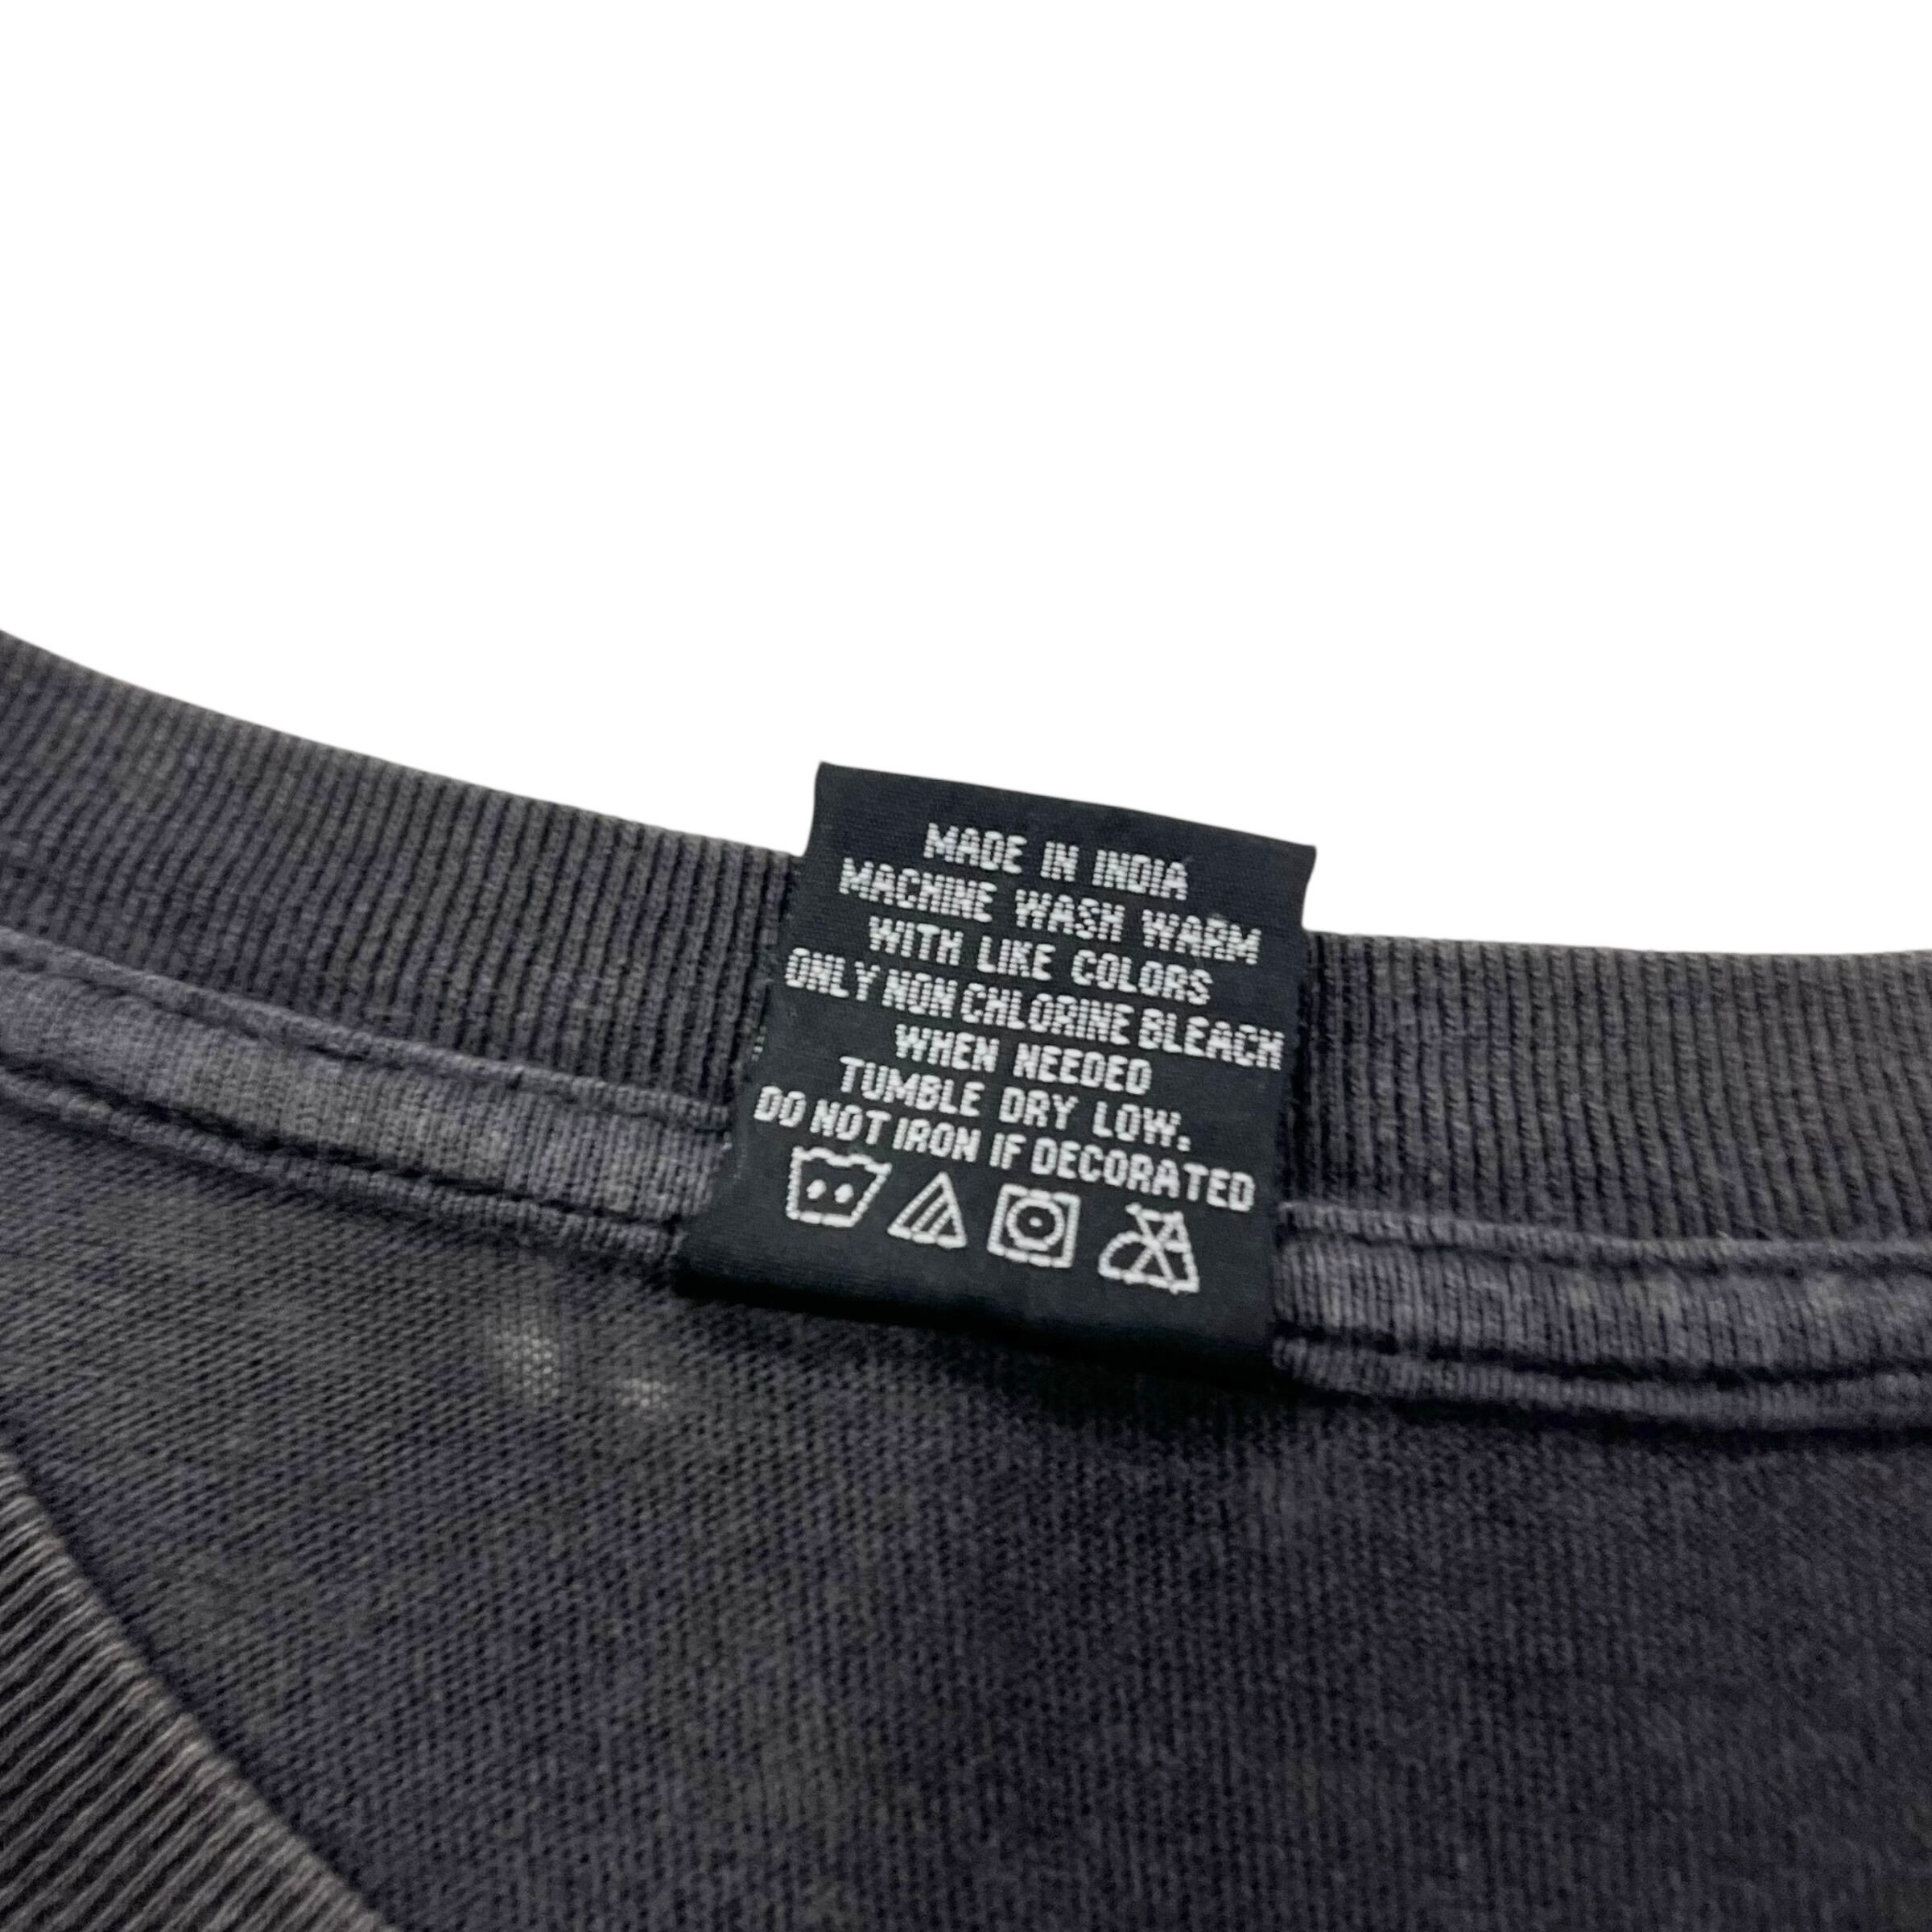 MADE IN INDIA
MACHINE WASH WARM
WITH LIKE COLORS
ONLY NON CHLORINE BLEACH
WHEN NEEDED
TUMBLE DRY LOW.
DO NOT IRON IF DECORATED